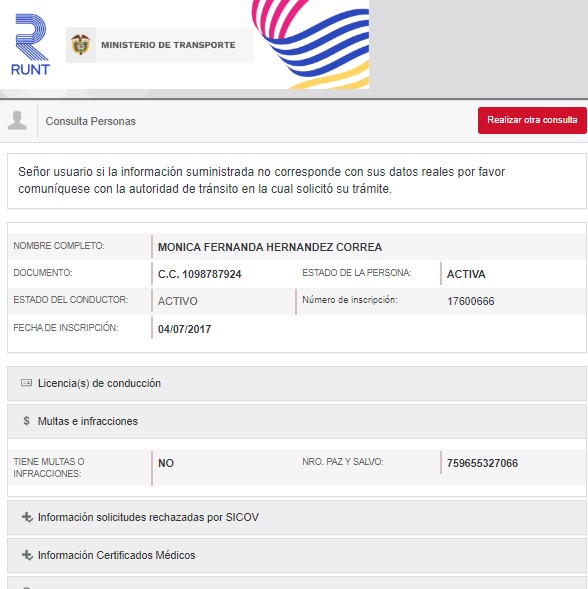 RUNT
MINISTERIO DE TRANSPORTE
Consulta Personas
Realizar otra consulta
Señor usuario si la información suministrada no corresponde con sus datos reales por favor
comuníquese con la autoridad de tránsito en la cual solicitó su trámite.
NOMBRE COMPLETO: MONICA FERNANDA HERNANDEZ CORREA
DOCUMENTO: C.C. 1098787924 ESTADO DE LA PERSONA: ACTIVA
ESTADO DEL CONDUCTOR: ACTIVO Número de inscripción: 17600666
FECHA DE INSCRIPCIÓN: 04/07/2017
Licencia(s) de conducción
$ Multas e infracciones
TIENE MULTAS O
INFRACCIONES: NO NRO. PAZ Y SALVO: 759655327066
Información solicitudes rechazadas por SICOV
Información Certificados Médicos